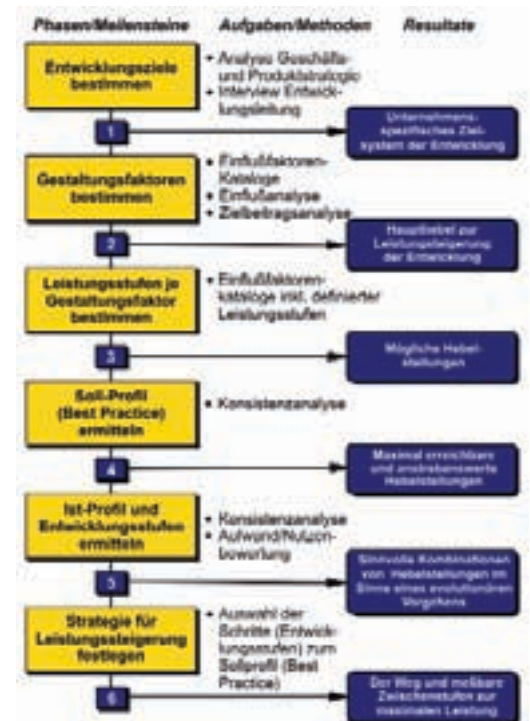 Phasen/Meilensteine
Aufgaben/Methoden
Resultate
Entwicklungsziele
bestimmen
• Analyse Geschäfts-
und Produktstrategie
• Interview Entwick-
lungsleitung
1
Unternehmens-
spezifisches Ziel-
system der Entwicklung
Gestaltungsfaktoren
bestimmen
• Einflußfaktoren-
Kataloge
• Einflußanalyse
• Zielbeitragsanalyse
2
Haupthebel zur
Leistungsteigerung
der Entwicklung
Leistungsstufen je
Gestaltungsfaktor
bestimmen
• Einflußfaktoren-
kataloge inkl. definierter
Leistungsstufen
3
Mögliche Hebel-
stellungen
Soll-Profil
(Best Practice)
ermitteln
• Konsistenzanalyse
4
Maximal erreichbare
und anstrebenswerte
Hebelstellungen
Ist-Profil und
Entwicklungsstufen
ermitteln
• Konsistenzanalyse
• Aufwand/Nutzen-
bewertung
5
Sinnvolle Kombinationen
von Hebelstellungen im
Sinne eines evolutionären
Vorgehens
Strategie für
Leistungssteigerung
festlegen
• Auswahl der
Schritte (Entwick-
lungsstufen) zum
Sollprofil (Best
Practice)
6
Der Weg und meßbare
Zwischenstufen zur
maximalen Leistung